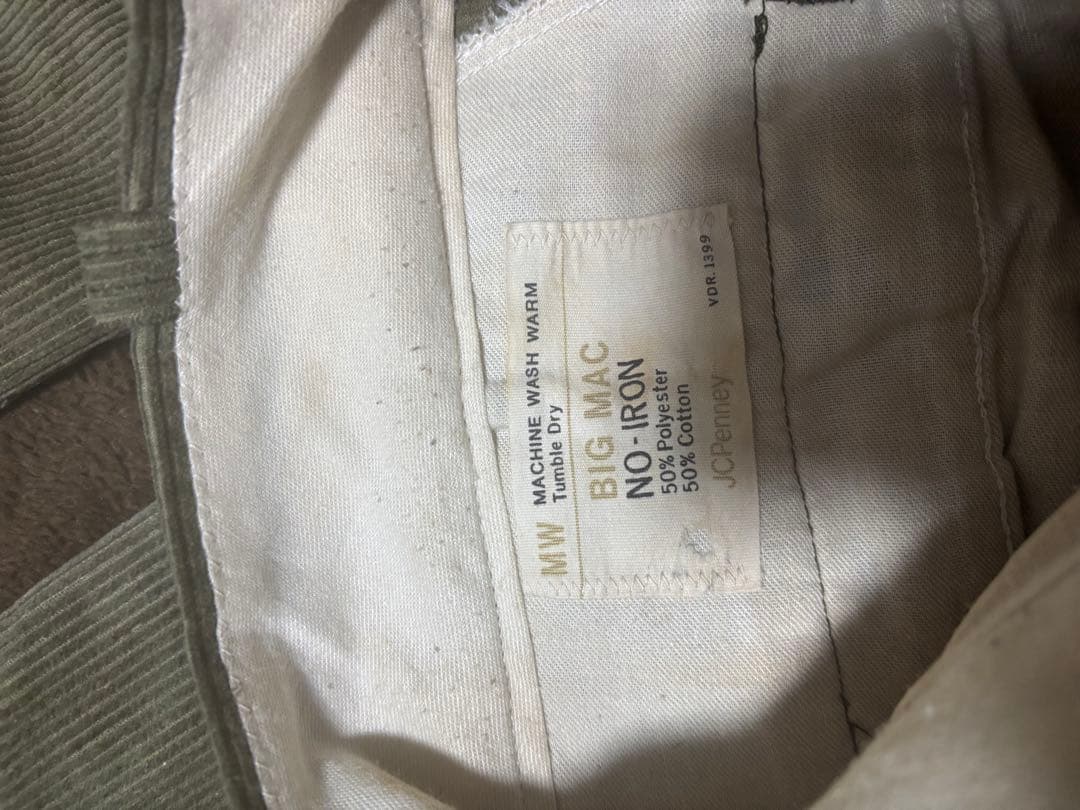 MW MACHINE WASH WARM
Tumble Dry
BIG MAC
NO-IRON
50% Polyester
50% Cotton
JCPenney
VDR. 1399